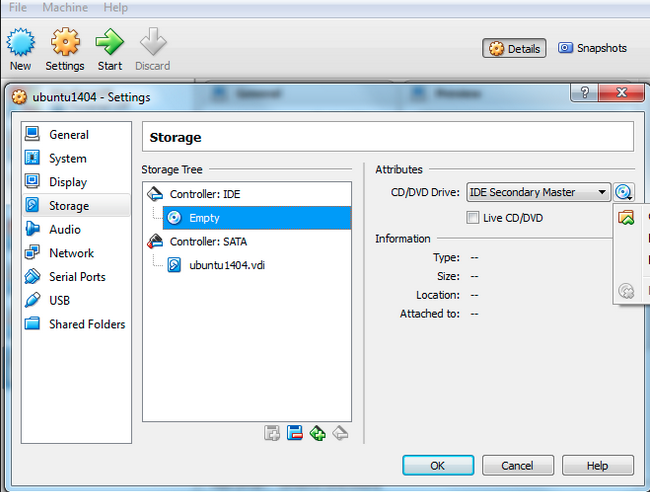 File Machine Help
New Settings Start Discard
Details Snapshots
ubuntu1404 - Settings
General
System
Display
Storage
Audio
Network
Serial Ports
USB
Shared Folders
Storage
Storage Tree
Controller: IDE
Empty
Controller: SATA
ubuntu1404.vdi
Attributes
CD/DVD Drive: IDE Secondary Master
Live CD/DVD
Information
Type: --
Size: --
Location: --
Attached to: --
OK Cancel Help